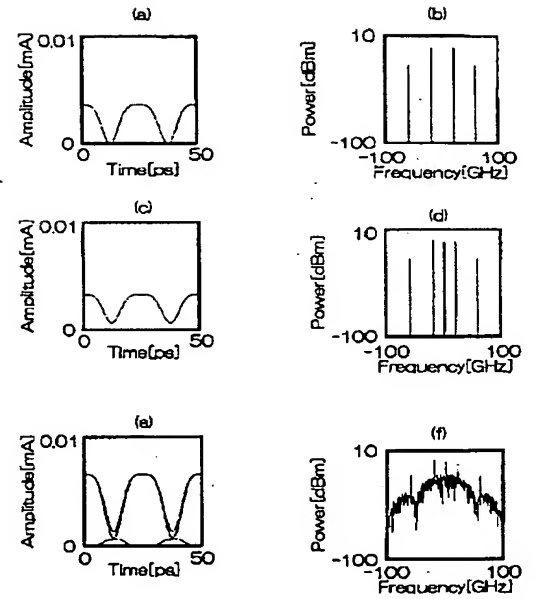 (a)
0.01
Amplitude[mA]
0
0
50
Time[ps]
(b)
10
Power[dBm]
-100
-100
100
Frequency[GHz]
(c)
0.01
Amplitude[mA]
0
0
50
Time[ps]
(d)
10
Power[dBm]
-100
-100
100
Frequency[GHz]
(e)
0.01
Amplitude[mA]
0
0
50
Time[ps]
(f)
10
Power[dBm]
-100
-100
100
Frequency[GHz]